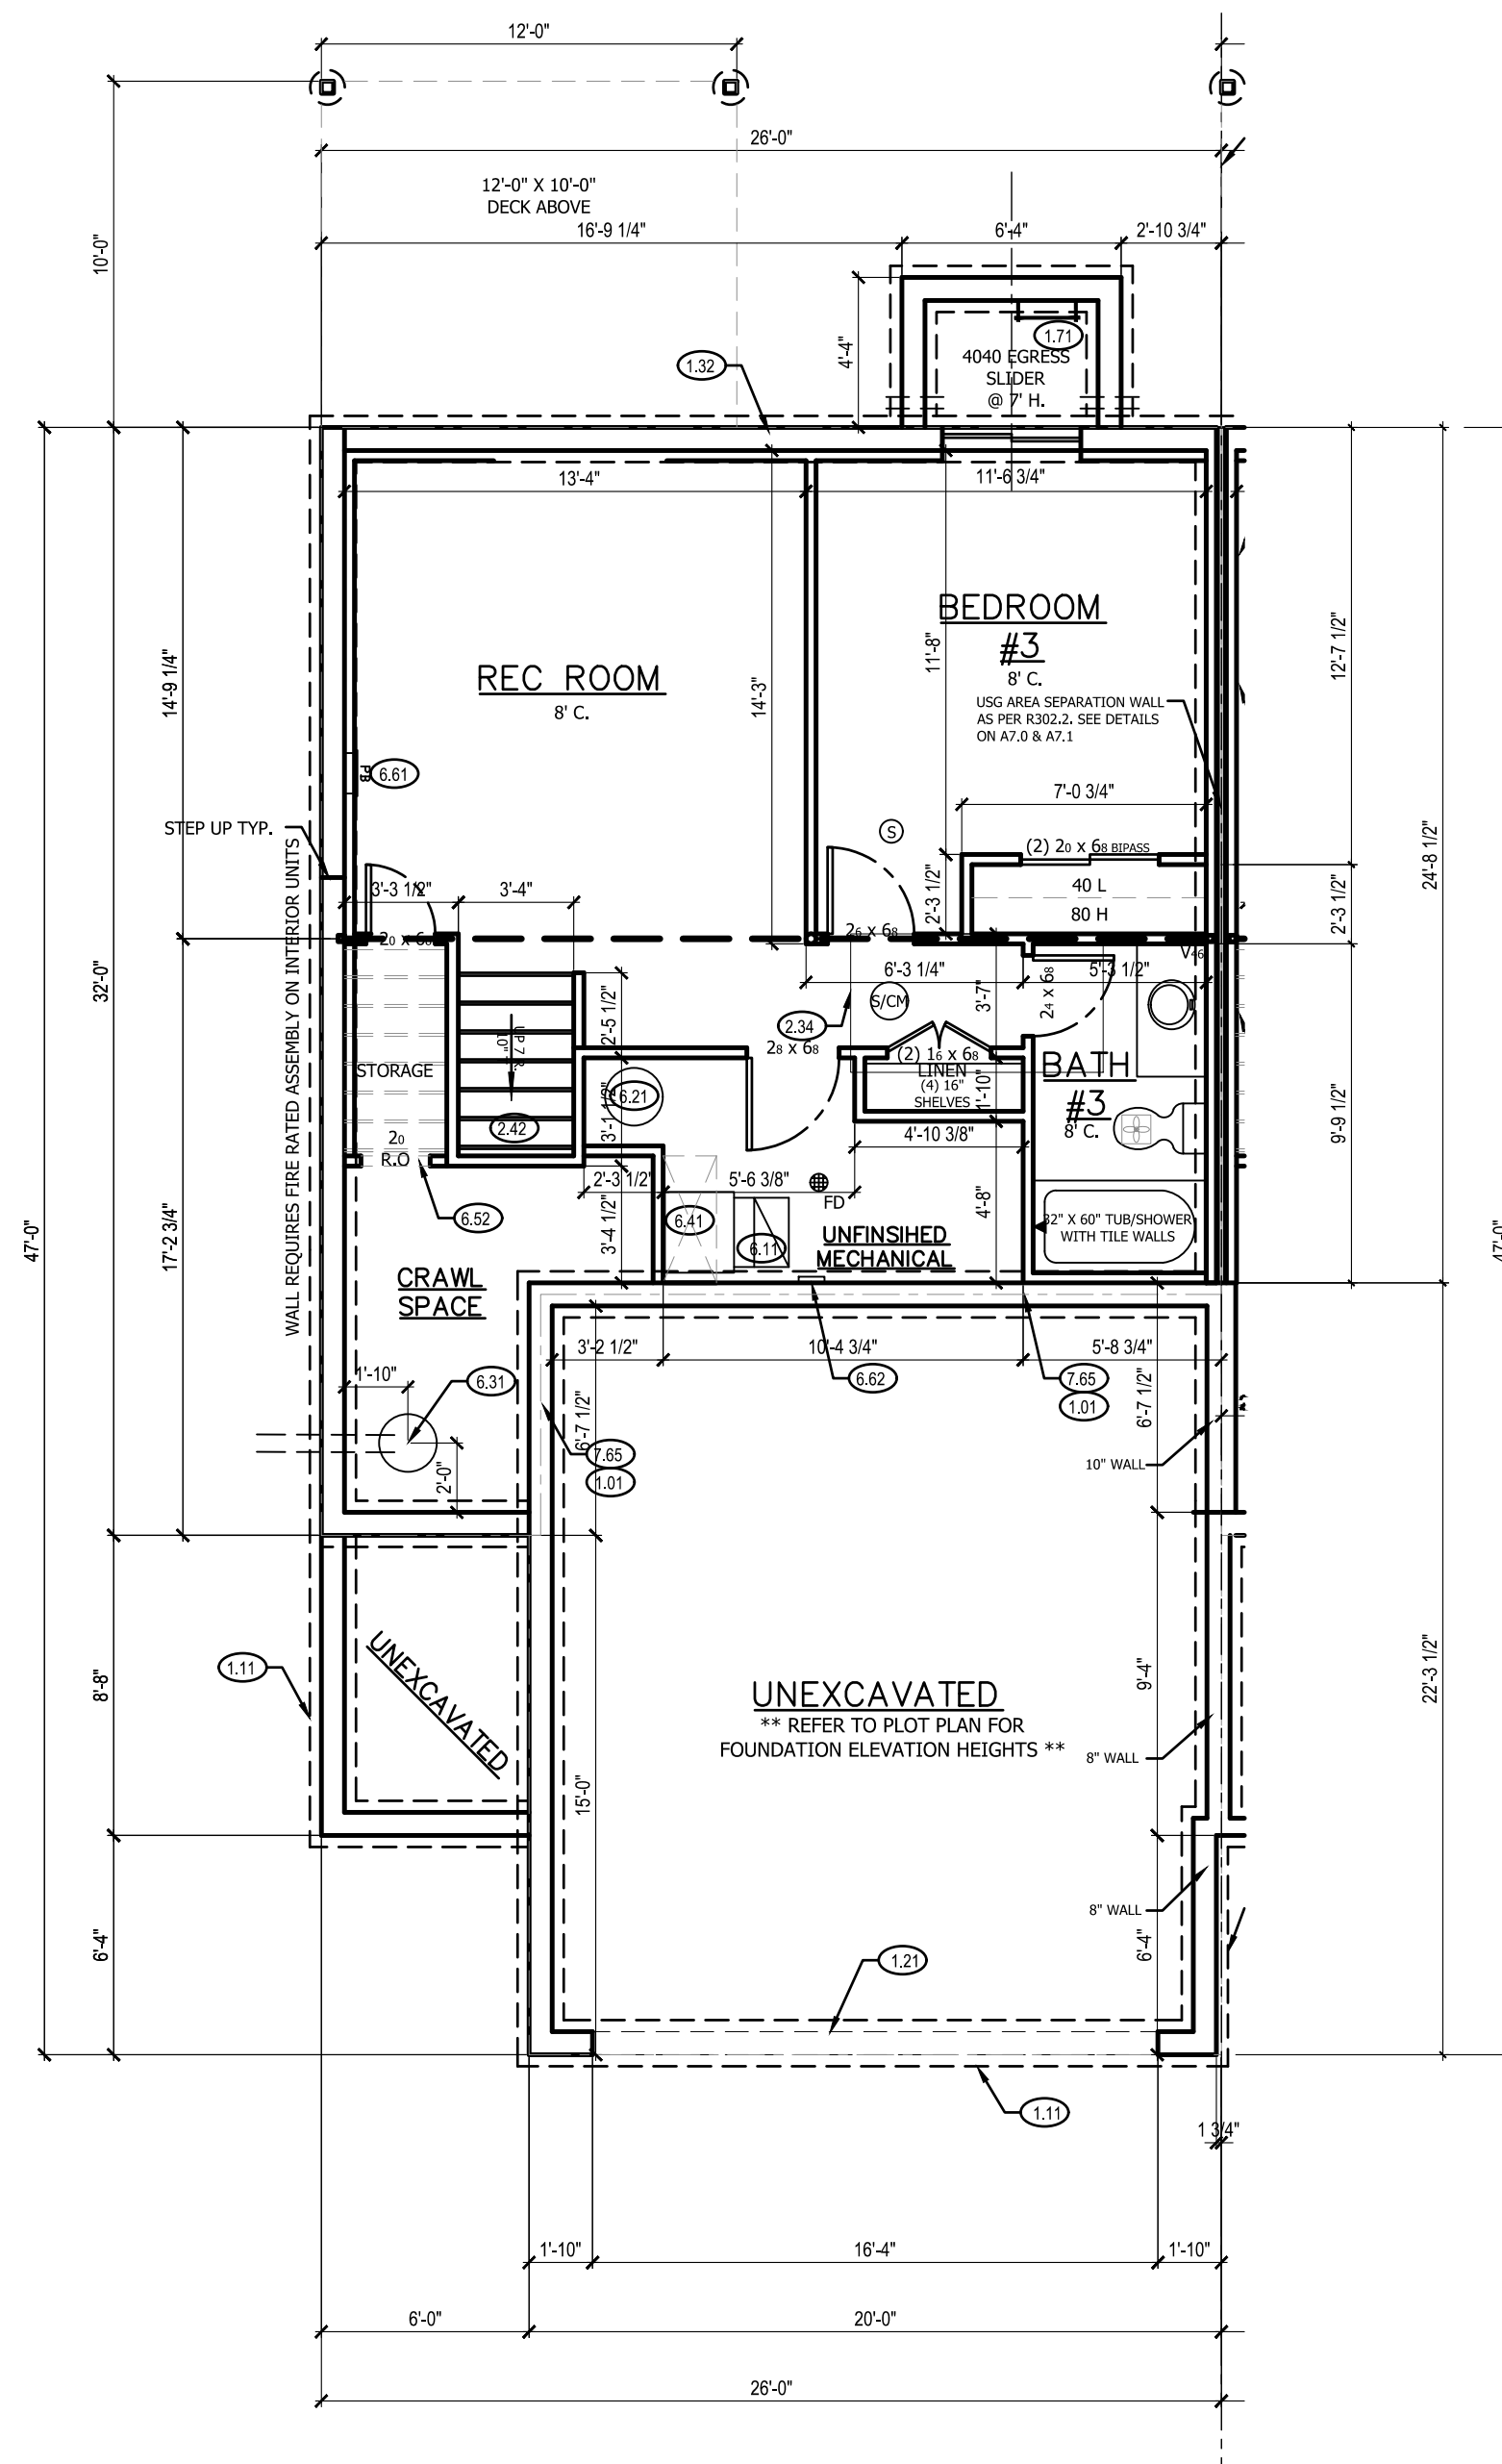 12'-0"
26'-0"
12'-0" X 10'-0"
DECK ABOVE
10'-0"
16'-9 1/4"
6'-4"
2'-10 3/4"
4'-4"
1.71
1.32
4040 EGRESS
SLIDER
@ 7' H.
13'-4"
11'-6 3/4"
BEDROOM
#3
8' C.
11'-8"
12'-7 1/2"
REC ROOM
8' C.
14'-3"
14'-9 1/4"
USG AREA SEPARATION WALL
AS PER R302.2. SEE DETAILS
ON A7.0 & A7.1
PB
6.61
7'-0 3/4"
STEP UP TYP.
S
(2) 20 x 68 BIPASS
24'-8 1/2"
3'-3 1/2"
3'-4"
40 L
80 H
2'-3 1/2"
2'-3 1/2"
20 x 68
26 x 68
V46
32'-0"
47'-0"
17'-2 3/4"
WALL REQUIRES FIRE RATED ASSEMBLY ON INTERIOR UNITS
6'-3 1/4"
5'-3 1/2"
24 x 68
S/CM
3'-7"
2.34
28 x 68
2'-5 1/2"
UP 7 R.
10" T.
STORAGE
(2) 16 x 68
LINEN
(4) 16"
SHELVES
1'-10"
BATH
#3
8' C.
6.21
3'-1 1/2"
2.42
20
R.O
4'-10 3/8"
9'-9 1/2"
2'-3 1/2"
5'-6 3/8"
FD
6.52
6.41
6.11
3'-4 1/2"
4'-8"
UNFINSIHED
MECHANICAL
32" X 60" TUB/SHOWER
WITH TILE WALLS
47'-0"
CRAWL
SPACE
3'-2 1/2"
10'-4 3/4"
5'-8 3/4"
1'-10"
6.31
6.62
7.65
1.01
6'-7 1/2"
6'-7 1/2"
7.65
1.01
2'-0"
10" WALL
8'-8"
1.11
UNEXCAVATED
UNEXCAVATED
** REFER TO PLOT PLAN FOR
FOUNDATION ELEVATION HEIGHTS **
9'-4"
22'-3 1/2"
8" WALL
15'-0"
8" WALL
6'-4"
6'-4"
1.21
1.11
1 3/4"
1'-10"
16'-4"
1'-10"
6'-0"
20'-0"
26'-0"